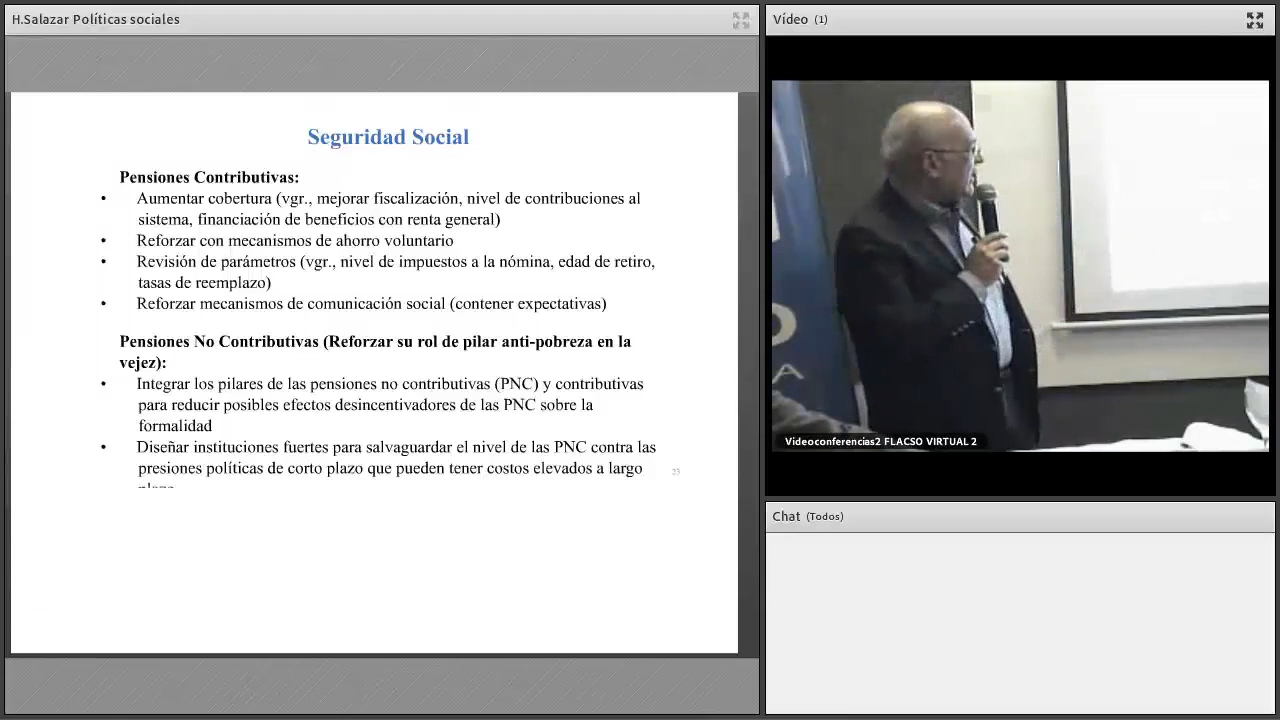 H.Salazar Políticas sociales
Seguridad Social
Pensiones Contributivas:
• Aumentar cobertura (vgr., mejorar fiscalización, nivel de contribuciones al
sistema, financiación de beneficios con renta general)
• Reforzar con mecanismos de ahorro voluntario
• Revisión de parámetros (vgr., nivel de impuestos a la nómina, edad de retiro,
tasas de reemplazo)
• Reforzar mecanismos de comunicación social (contener expectativas)
Pensiones No Contributivas (Reforzar su rol de pilar anti-pobreza en la
vejez):
• Integrar los pilares de las pensiones no contributivas (PNC) y contributivas
para reducir posibles efectos desincentivadores de las PNC sobre la
formalidad
• Diseñar instituciones fuertes para salvaguardar el nivel de las PNC contra las
presiones políticas de corto plazo que pueden tener costos elevados a largo
23
Vídeo (1)
O
A
Videoconferencias2 FLACSO VIRTUAL 2
Chat (Todos)